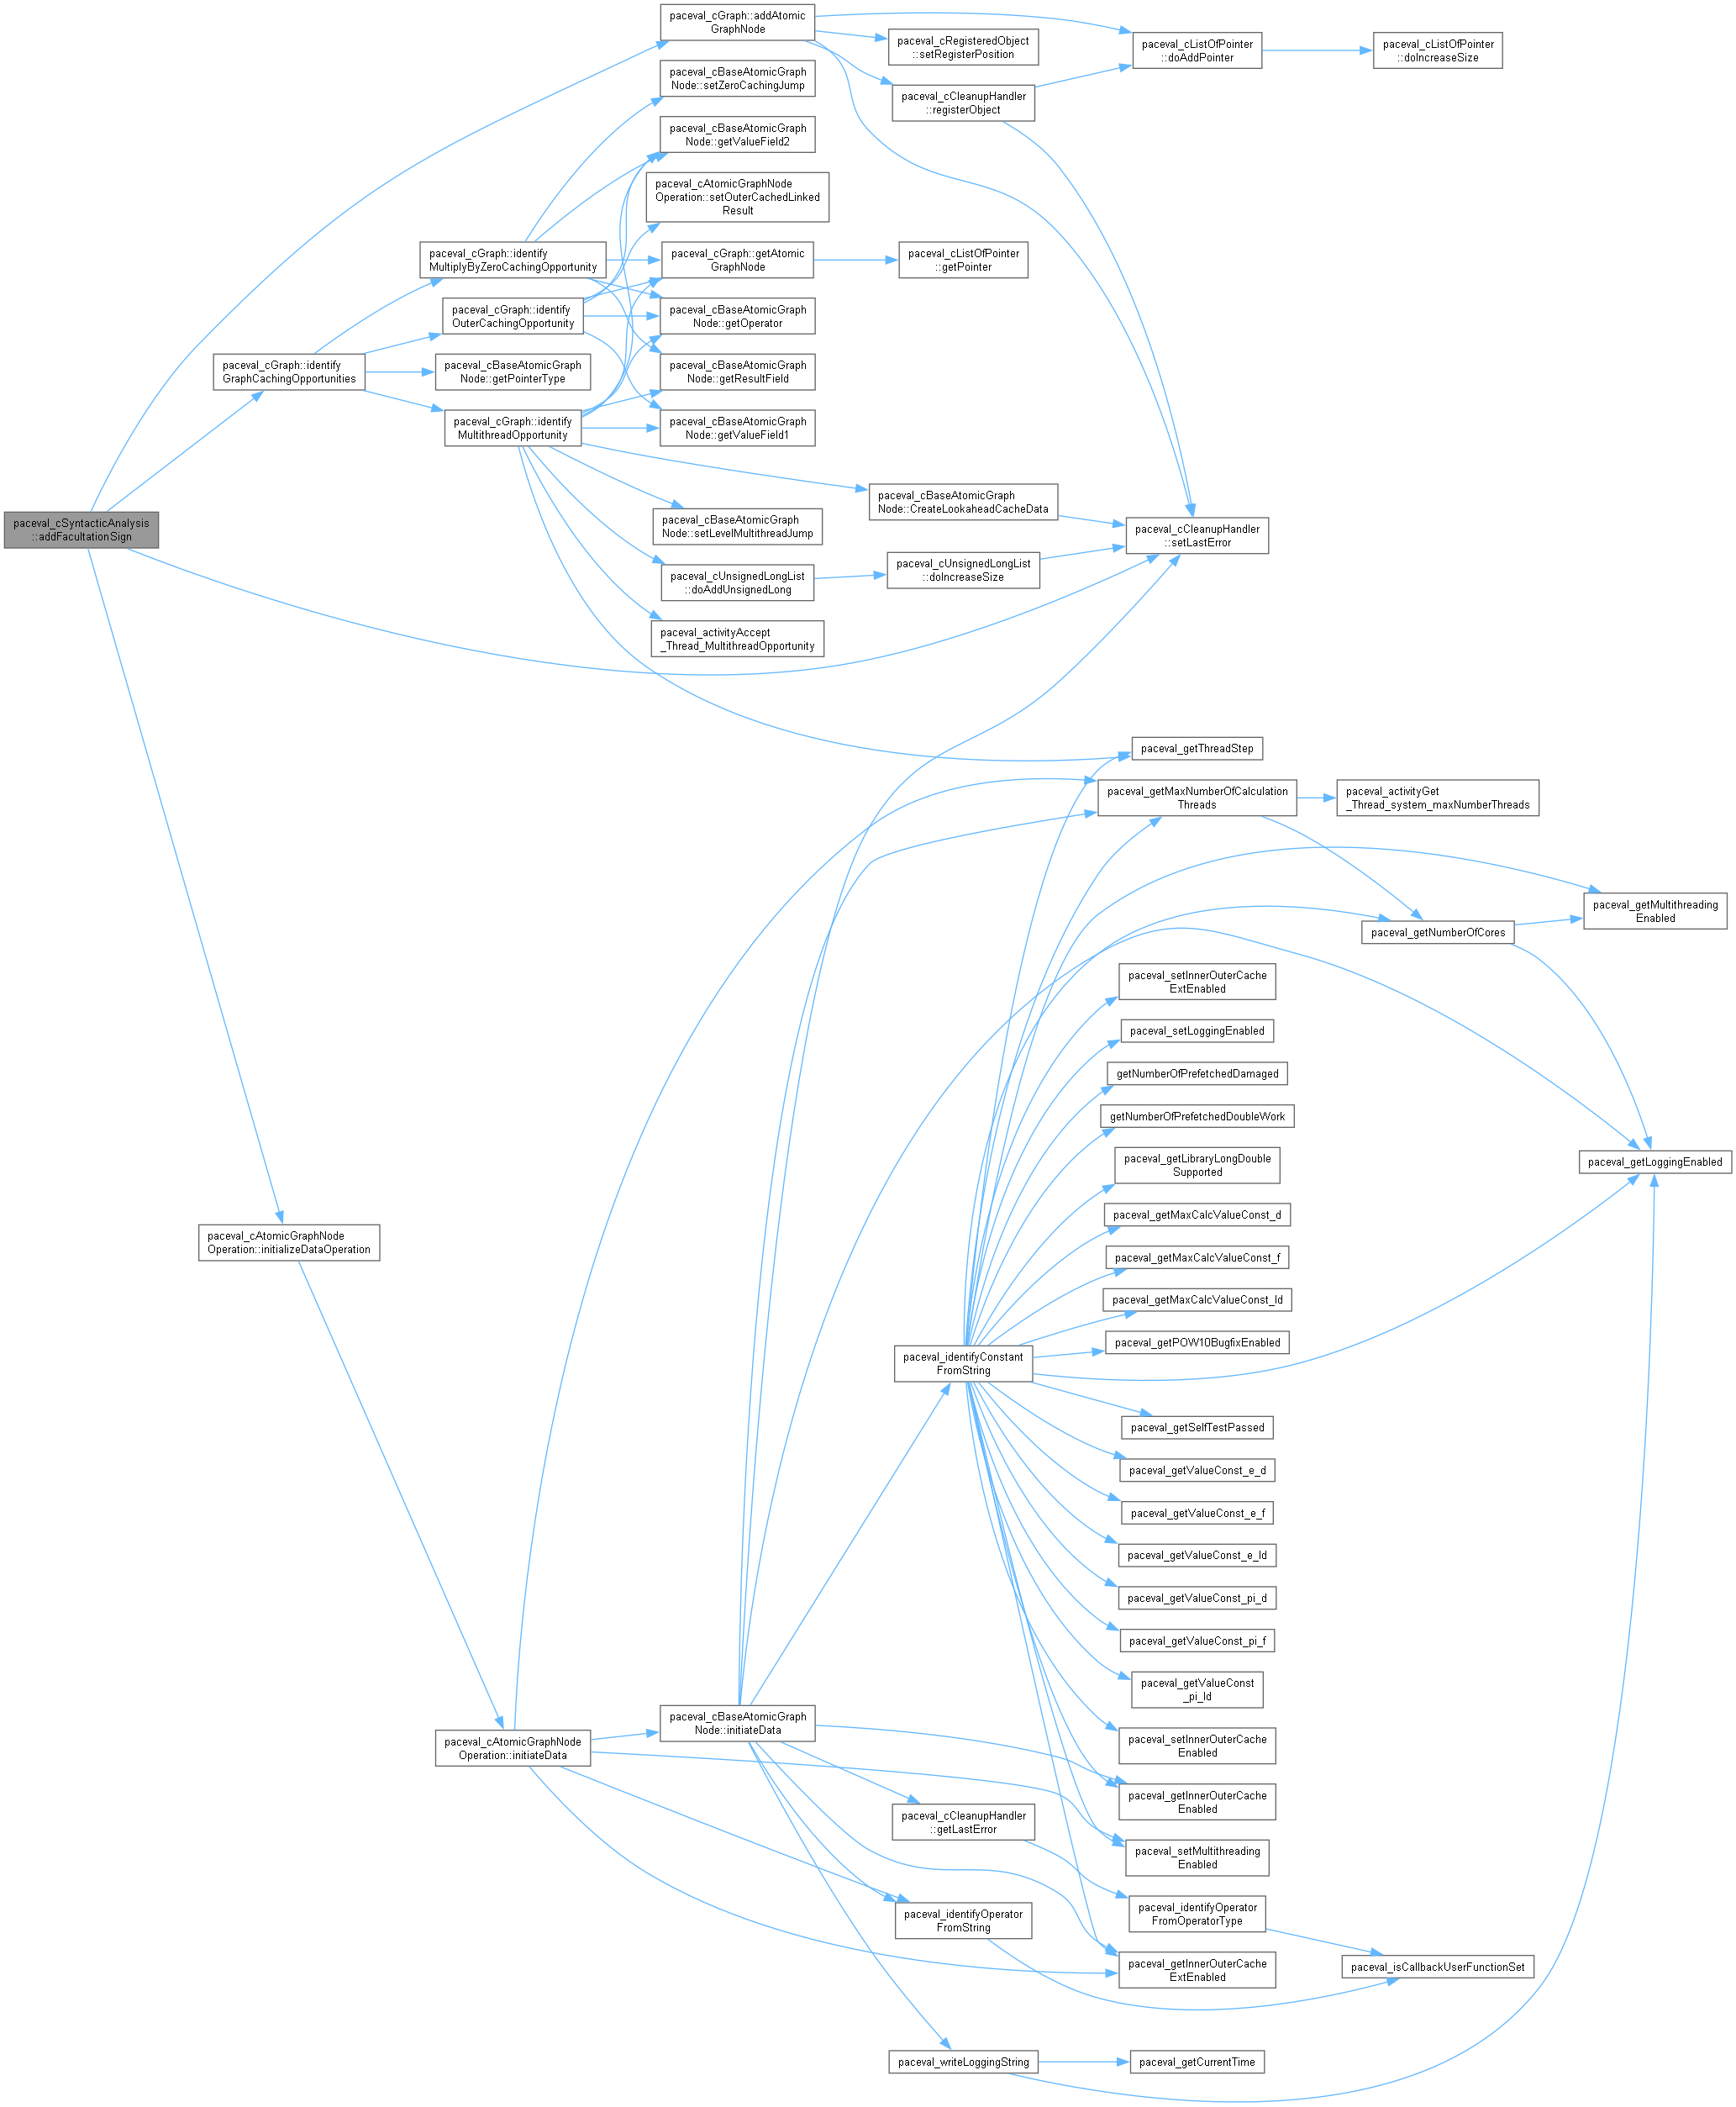 paceval_cGraph::addAtomic
GraphNode
paceval_cRegisteredObject
::setRegisterPosition
paceval_cListOfPointer
::doAddPointer
paceval_cListOfPointer
::doIncreaseSize
paceval_cBaseAtomicGraph
Node::setZeroCachingJump
paceval_cCleanupHandler
::registerObject
paceval_cBaseAtomicGraph
Node::getValueField2
paceval_cAtomicGraphNode
Operation::setOuterCachedLinked
Result
paceval_cGraph::identify
MultiplyByZeroCachingOpportunity
paceval_cGraph::getAtomic
GraphNode
paceval_cListOfPointer
::getPointer
paceval_cGraph::identify
OuterCachingOpportunity
paceval_cBaseAtomicGraph
Node::getOperator
paceval_cGraph::identify
GraphCachingOpportunities
paceval_cBaseAtomicGraph
Node::getPointerType
paceval_cBaseAtomicGraph
Node::getResultField
paceval_cGraph::identify
MultithreadOpportunity
paceval_cBaseAtomicGraph
Node::getValueField1
paceval_cBaseAtomicGraph
Node::CreateLookaheadCacheData
paceval_cSyntacticAnalysis
::addFacultationSign
paceval_cBaseAtomicGraph
Node::setLevelMultithreadJump
paceval_cCleanupHandler
::setLastError
paceval_cUnsignedLongList
::doAddUnsignedLong
paceval_cUnsignedLongList
::doIncreaseSize
paceval_activityAccept
_Thread_MultithreadOpportunity
paceval_getThreadStep
paceval_getMaxNumberOfCalculation
Threads
paceval_activityGet
_Thread_system_maxNumberThreads
paceval_getMultithreading
Enabled
paceval_getNumberOfCores
paceval_setInnerOuterCache
ExtEnabled
paceval_setLoggingEnabled
getNumberOfPrefetchedDamaged
getNumberOfPrefetchedDoubleWork
paceval_getLibraryLongDouble
Supported
paceval_getLoggingEnabled
paceval_getMaxCalcValueConst_d
paceval_cAtomicGraphNode
Operation::initializeDataOperation
paceval_getMaxCalcValueConst_f
paceval_getMaxCalcValueConst_ld
paceval_getPOW10BugfixEnabled
paceval_identifyConstant
FromString
paceval_getSelfTestPassed
paceval_getValueConst_e_d
paceval_getValueConst_e_f
paceval_getValueConst_e_ld
paceval_getValueConst_pi_d
paceval_getValueConst_pi_f
paceval_getValueConst
_pi_ld
paceval_cBaseAtomicGraph
Node::initiateData
paceval_cAtomicGraphNode
Operation::initiateData
paceval_setInnerOuterCache
Enabled
paceval_getInnerOuterCache
Enabled
paceval_cCleanupHandler
::getLastError
paceval_setMultithreading
Enabled
paceval_identifyOperator
FromString
paceval_identifyOperator
FromOperatorType
paceval_getInnerOuterCache
ExtEnabled
paceval_isCallbackUserFunctionSet
paceval_writeLoggingString
paceval_getCurrentTime